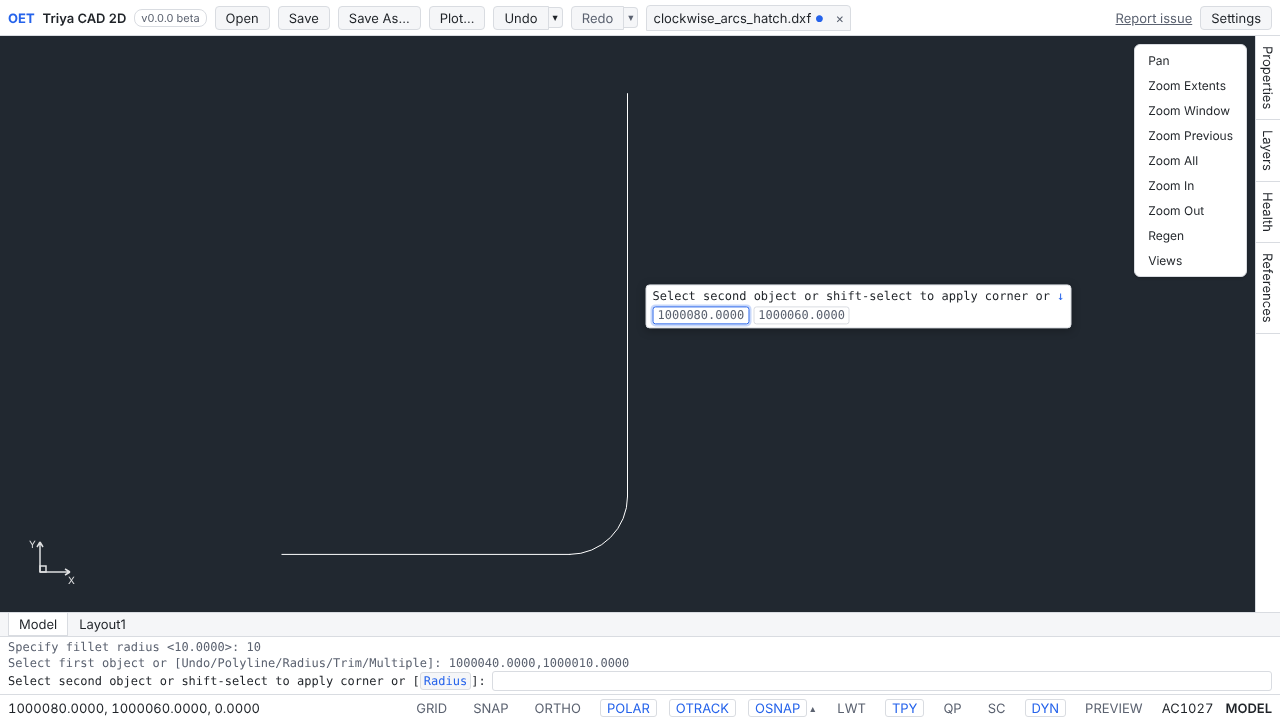 OET Triya CAD 2D v0.0.0 beta Open Save Save As... Plot... Undo ▾ Redo ▾ clockwise_arcs_hatch.dxf ● × Report issue Settings
Pan
Zoom Extents
Zoom Window
Zoom Previous
Zoom All
Zoom In
Zoom Out
Regen
Views
Properties
Layers
Health
References
Select second object or shift-select to apply corner or ↓
1000080.0000 1000060.0000
Y
X
Model Layout1
Specify fillet radius <10.0000>: 10
Select first object or [Undo/Polyline/Radius/Trim/Multiple]: 1000040.0000,1000010.0000
Select second object or shift-select to apply corner or [Radius]:
1000080.0000, 1000060.0000, 0.0000 GRID SNAP ORTHO POLAR OTRACK OSNAP ▴ LWT TPY QP SC DYN PREVIEW AC1027 MODEL